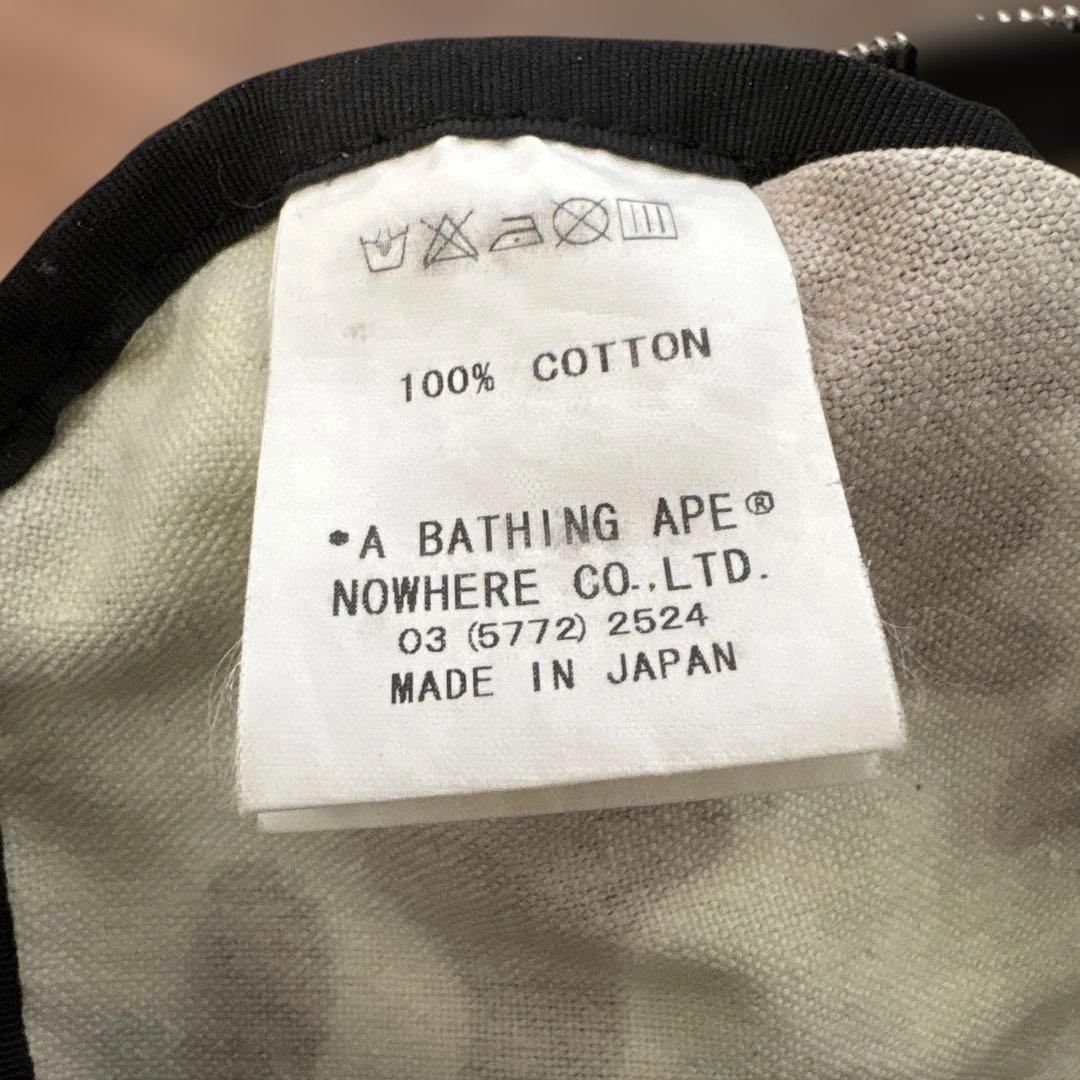 100% COTTON
•A BATHING APE®
NOWHERE CO.,LTD.
03 (5772) 2524
MADE IN JAPAN